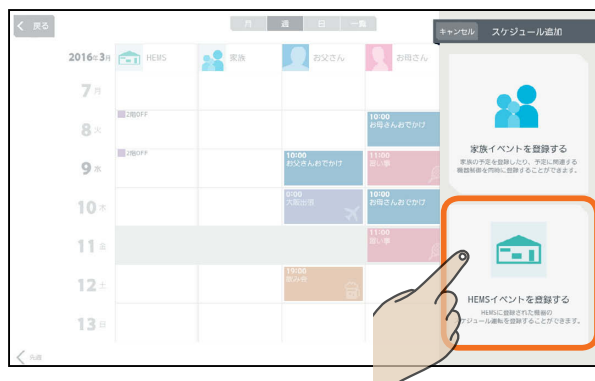 戻る
月 週 日 一覧
キャンセル スケジュール追加
2016年3月 HEMS 家族 お父さん お母さん
7 月
8 火
2階OFF
10:00
お母さんおでかけ
9 水
2階OFF
10:00
お父さんおでかけ
11:00
習い事
10 木
0:00
大阪出張
10:00
お母さんおでかけ
11 金
11:00
習い事
12 土
19:00
飲み会
13 日
先週
家族イベントを登録する
家族の予定を登録したり、予定に関連する
機器制御を同時に登録することができます。
HEMSイベントを登録する
HEMSに登録された機器の
ケジュール運転を登録することができます。